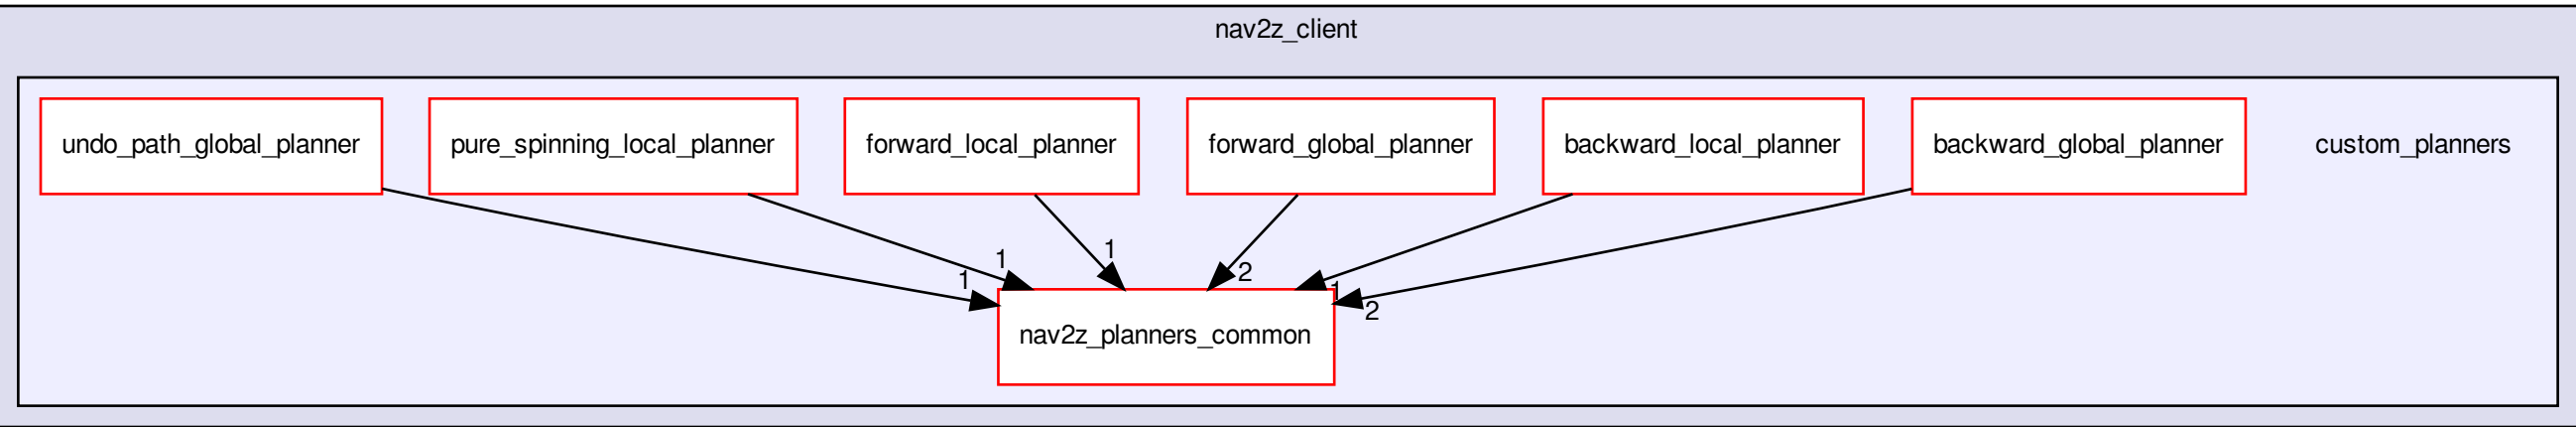 nav2z_client
undo_path_global_planner
pure_spinning_local_planner
forward_local_planner
forward_global_planner
backward_local_planner
backward_global_planner
custom_planners
1
1
1
2
1
2
nav2z_planners_common